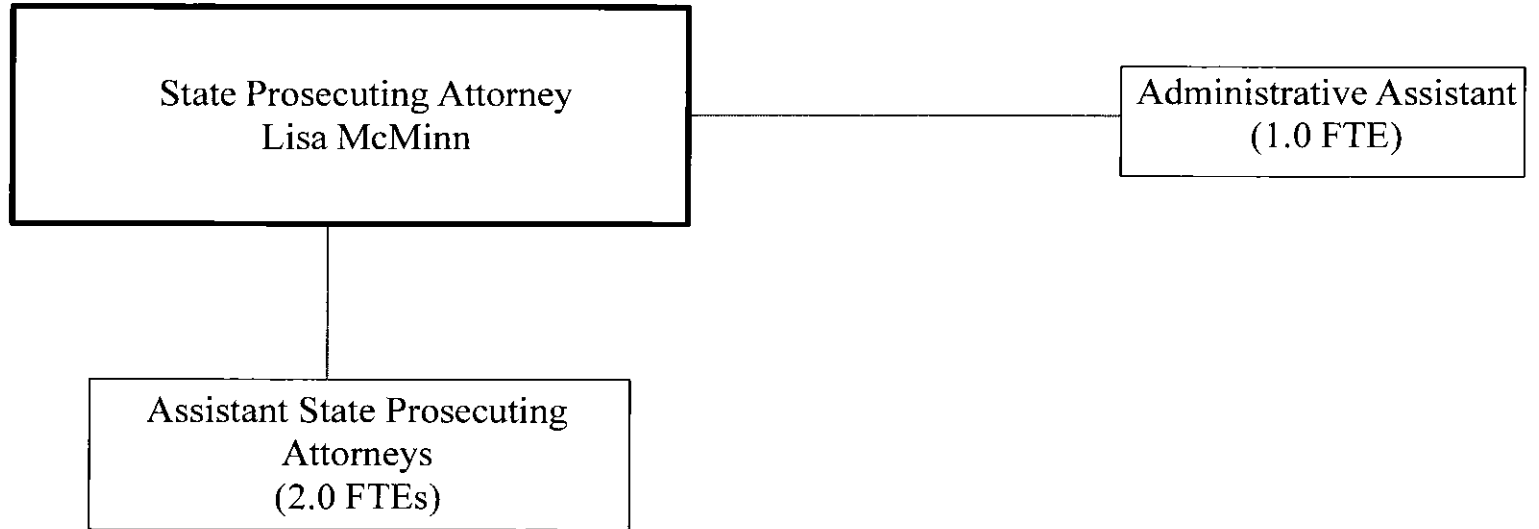 State Prosecuting Attorney
Lisa McMinn
Administrative Assistant
(1.0 FTE)
Assistant State Prosecuting
Attorneys
(2.0 FTEs)